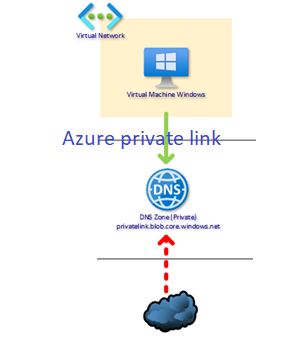 Virtual Network
Virtual Machine Windows
Azure private link
DNS
DNS Zone (Private)
privatelink.blob.core.windows.net